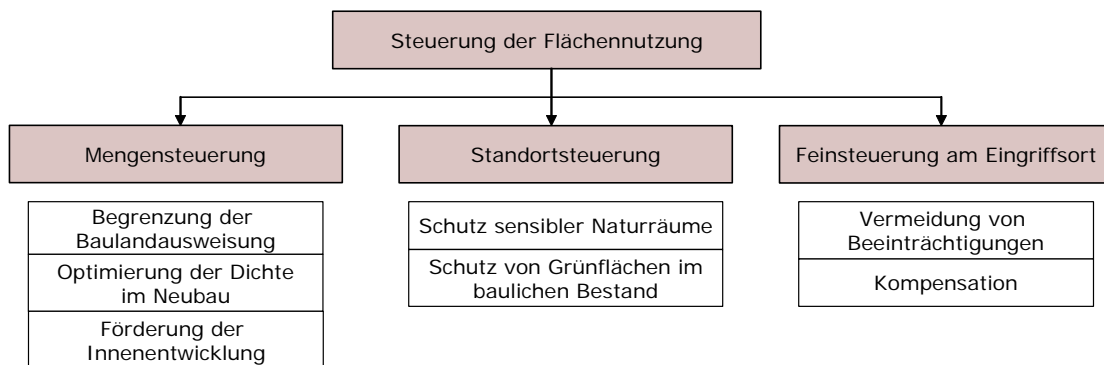 Steuerung der Flächennutzung
Mengensteuerung
Begrenzung der
Baulandausweisung
Optimierung der Dichte
im Neubau
Förderung der
Innenentwicklung
Standortsteuerung
Schutz sensibler Naturräume
Schutz von Grünflächen im
baulichen Bestand
Feinsteuerung am Eingriffsort
Vermeidung von
Beeinträchtigungen
Kompensation